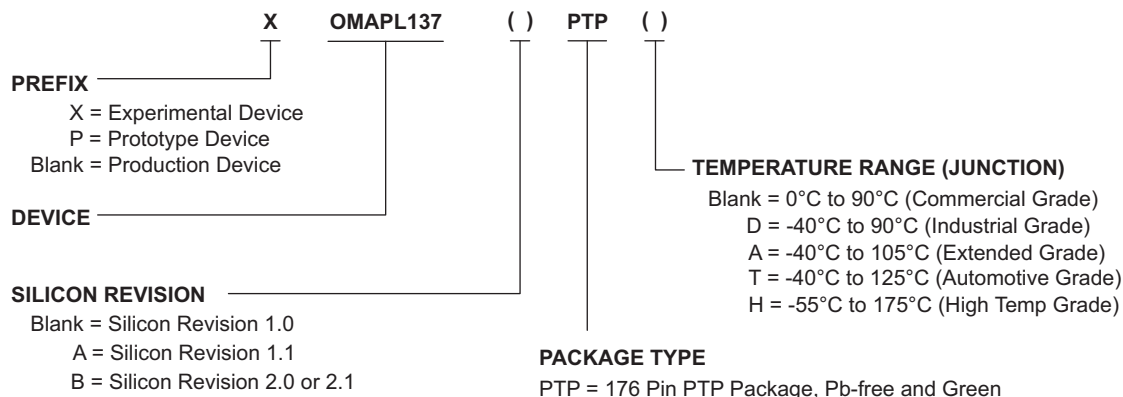 X OMAPL137 ( ) PTP ( )
PREFIX
X = Experimental Device
P = Prototype Device
Blank = Production Device
DEVICE
SILICON REVISION
Blank = Silicon Revision 1.0
A = Silicon Revision 1.1
B = Silicon Revision 2.0 or 2.1
TEMPERATURE RANGE (JUNCTION)
Blank = 0°C to 90°C (Commercial Grade)
D = -40°C to 90°C (Industrial Grade)
A = -40°C to 105°C (Extended Grade)
T = -40°C to 125°C (Automotive Grade)
H = -55°C to 175°C (High Temp Grade)
PACKAGE TYPE
PTP = 176 Pin PTP Package, Pb-free and Green